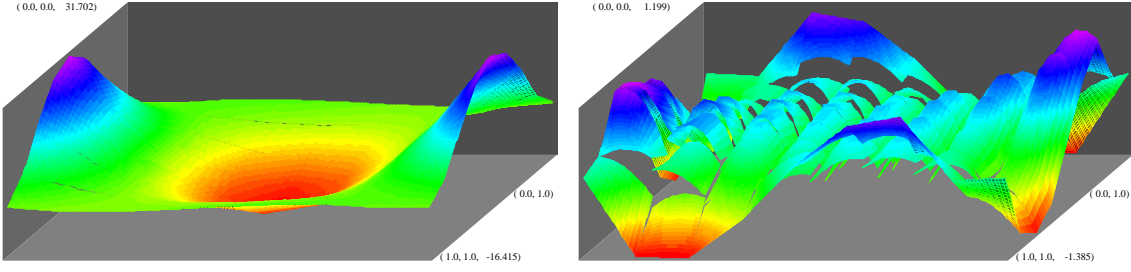 ( 0.0, 0.0, 31.702)
( 0.0, 1.0)
( 1.0, 1.0, -16.415)
( 0.0, 0.0, 1.199)
( 0.0, 1.0)
( 1.0, 1.0, -1.385)